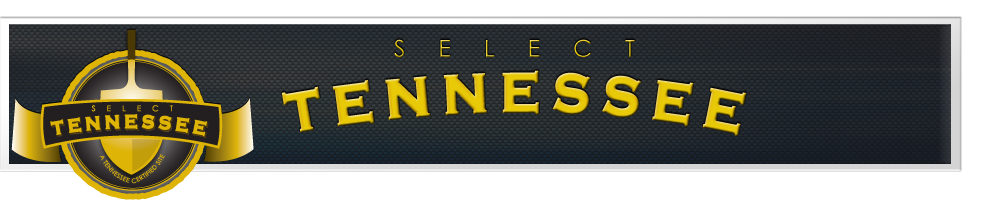 SELECT
TENNESSEE
A TENNESSEE CERTIFIED SITE
SELECT
TENNESSEE